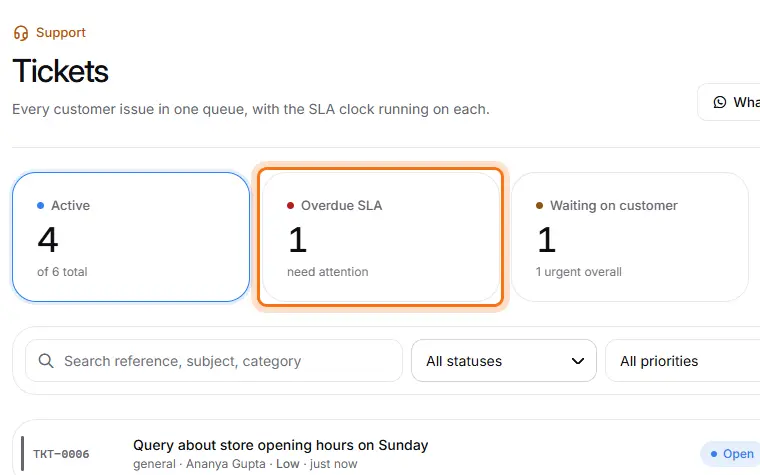 Support
Tickets
Every customer issue in one queue, with the SLA clock running on each.
Active
4
of 6 total
Overdue SLA
1
need attention
Waiting on customer
1
1 urgent overall
Search reference, subject, category
All statuses
All priorities
TKT-0006
Query about store opening hours on Sunday
general · Ananya Gupta · Low · just now
Open